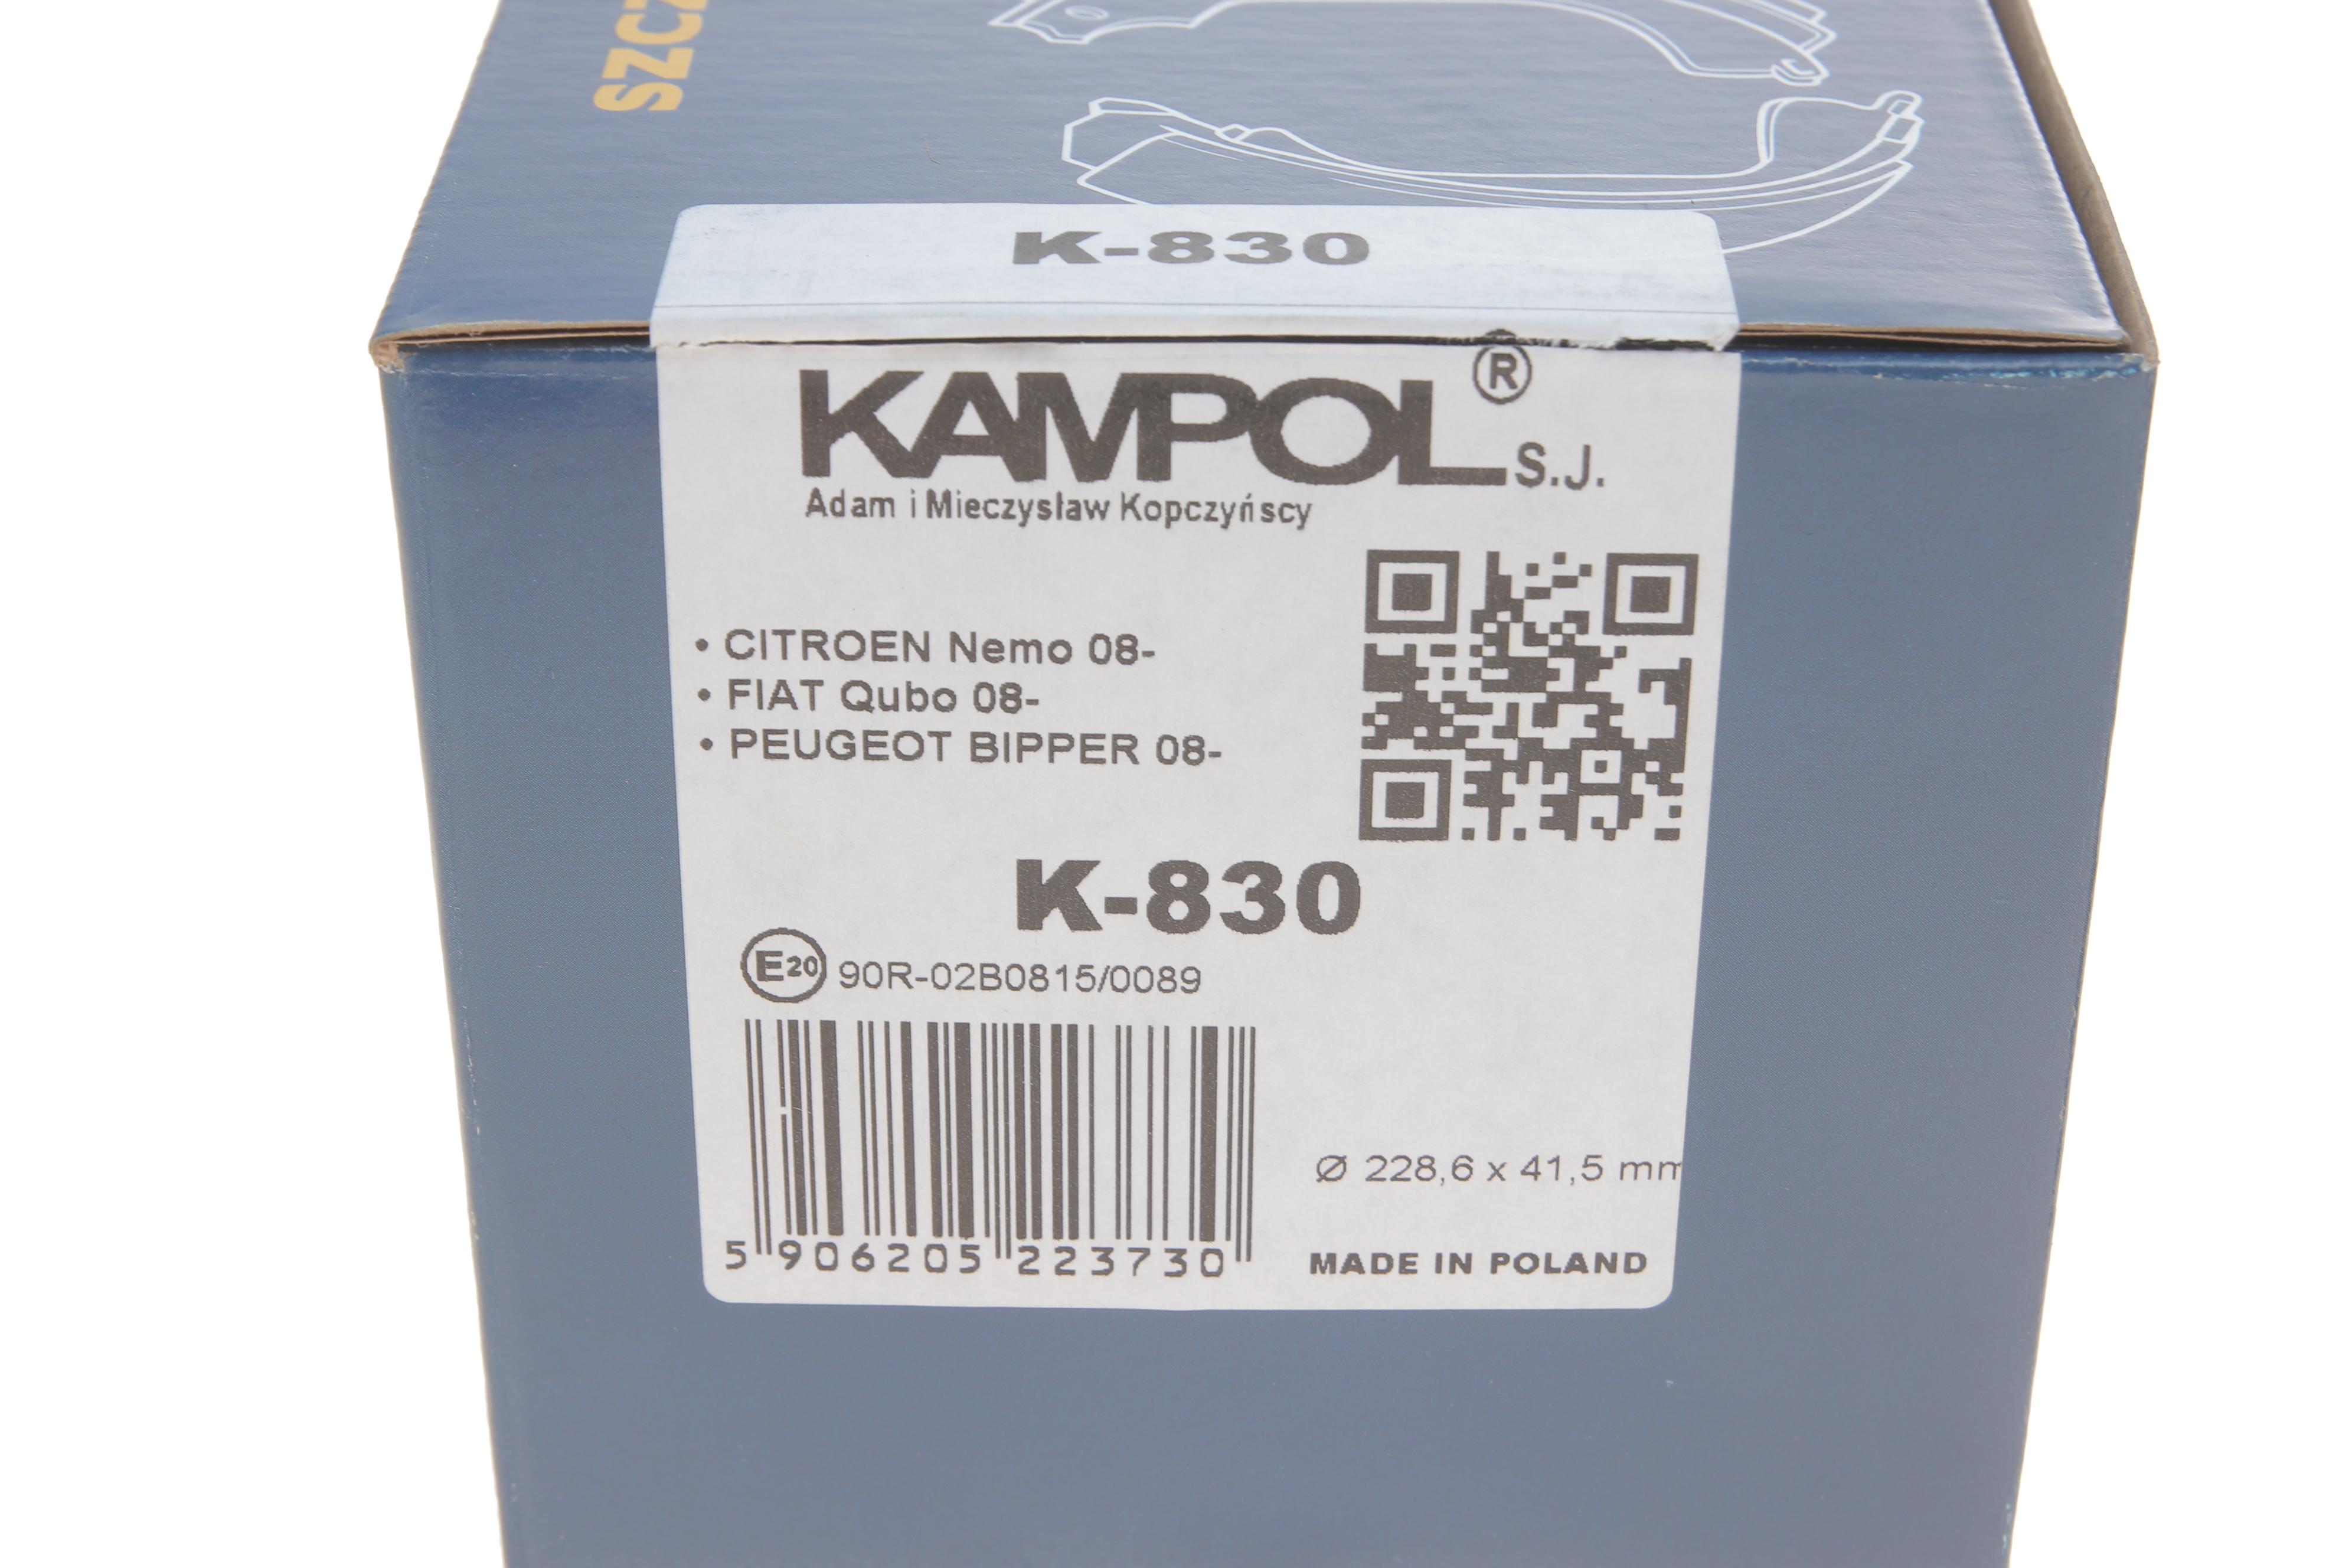 K-830
KAMPOL® S.J.
Adam i Mieczysław Kopczyńscy
• CITROEN Nemo 08-
• FIAT Qubo 08-
• PEUGEOT BIPPER 08-
K-830
E20 90R-02B0815/0089
Ø 228,6 x 41,5 mm
5 906205 223730
MADE IN POLAND